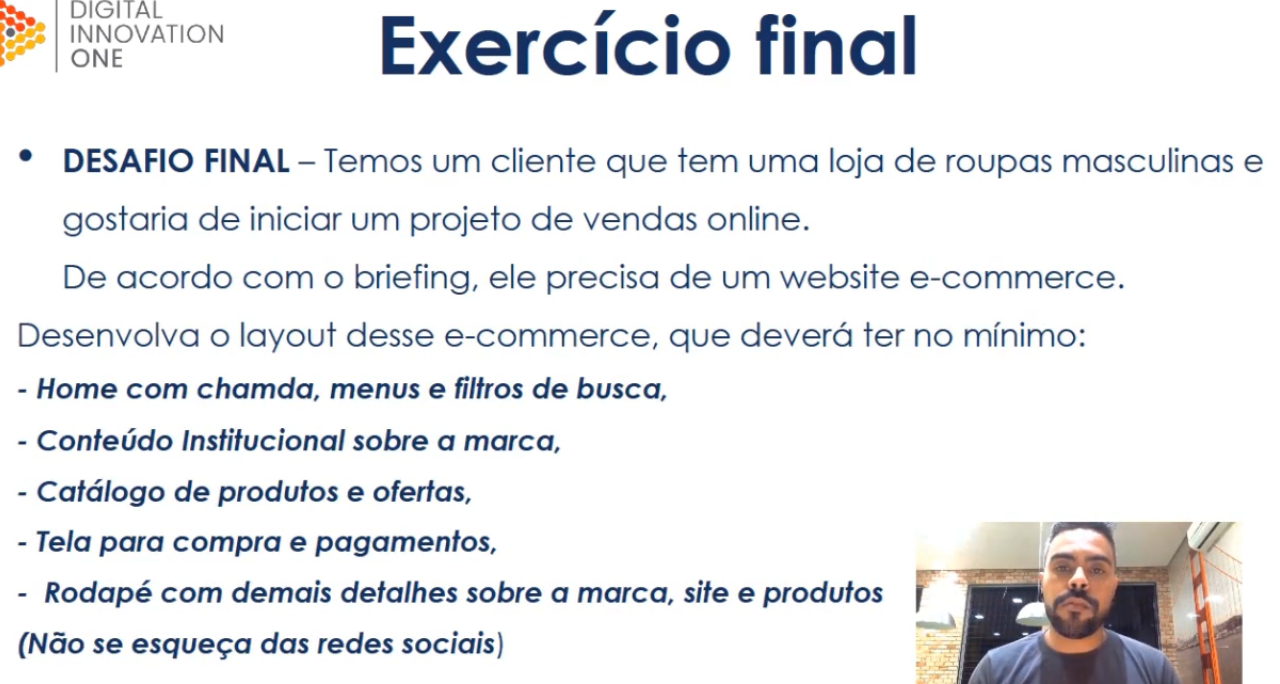 DIGITAL
INNOVATION
ONE
Exercício final
• DESAFIO FINAL – Temos um cliente que tem uma loja de roupas masculinas e
gostaria de iniciar um projeto de vendas online.
De acordo com o briefing, ele precisa de um website e-commerce.
Desenvolva o layout desse e-commerce, que deverá ter no mínimo:
- Home com chamda, menus e filtros de busca,
- Conteúdo Institucional sobre a marca,
- Catálogo de produtos e ofertas,
- Tela para compra e pagamentos,
- Rodapé com demais detalhes sobre a marca, site e produtos
(Não se esqueça das redes sociais)